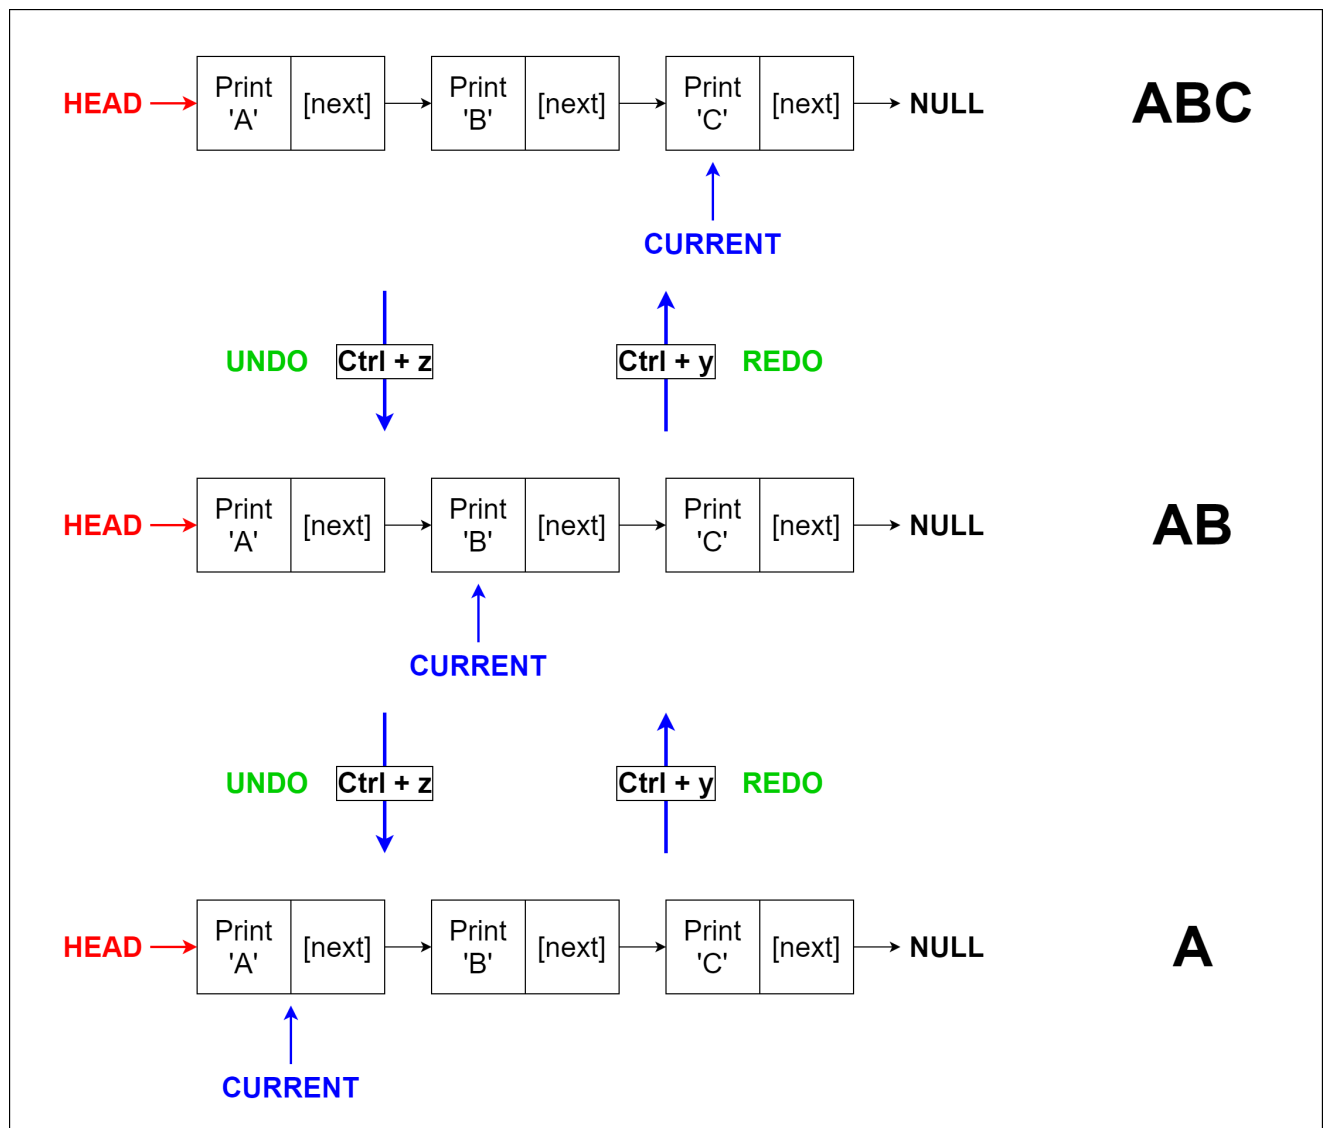 HEAD
Print
'A'
[next]
Print
'B'
[next]
Print
'C'
[next]
NULL
ABC
CURRENT
UNDO
Ctrl + z
Ctrl + y
REDO
HEAD
Print
'A'
[next]
Print
'B'
[next]
Print
'C'
[next]
NULL
AB
CURRENT
UNDO
Ctrl + z
Ctrl + y
REDO
HEAD
Print
'A'
[next]
Print
'B'
[next]
Print
'C'
[next]
NULL
A
CURRENT